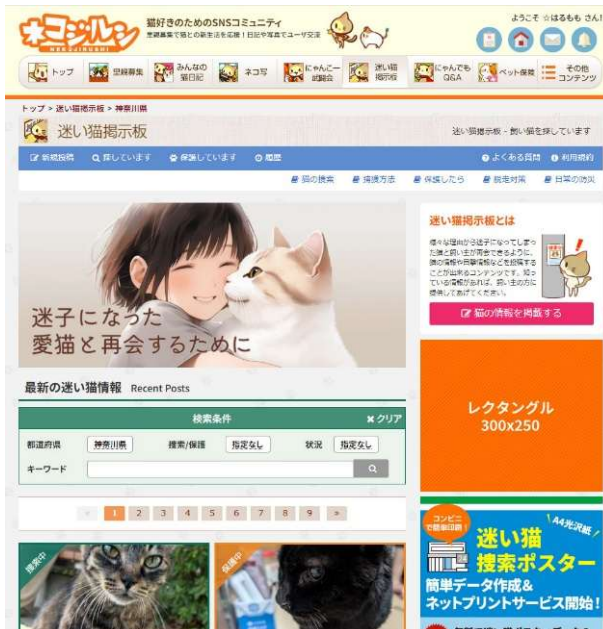 ネコジルシ
NEKOJIRUSHI
猫好きのためのSNSコミュニティ
里親募集で猫との新生活を応援!日記や写真でユーザ交流
ようこそ ☆はるもも さん!
トップ
里親募集
みんなの
猫日記
ネコ写
にゃんこ一
武闘会
迷い猫
掲示板
にゃんでも
Q&A
ペット保険
その他
コンテンツ
トップ > 迷い猫掲示板 > 神奈川県
迷い猫掲示板
迷い猫掲示板 - 飼い猫を探しています
新規投稿
探しています
保護しています
履歴
よくある質問
利用規約
猫の捜索
捕獲方法
保護したら
脱走対策
日常の防災
迷子になった
愛猫と再会するために
迷い猫掲示板とは
様々な理由から迷子になってしまっ
た猫と飼い主が再会できるように、
猫の情報や目撃情報などを投稿する
ことが出来るコンテンツです。知っ
ている情報があれば、飼い主の方に
提供してあげてください。
猫の情報を掲載する
最新の迷い猫情報 Recent Posts
検索条件
クリア
都道府県
神奈川県
捜索/保護
指定なし
状況
指定なし
キーワード
« 1 2 3 4 5 6 7 8 9 »
捜索中
保護中
レクタングル
300x250
コンビニ
で簡単印刷!
A4光沢紙
迷い猫
捜索ポスター
簡単データ作成&
ネットプリントサービス開始!